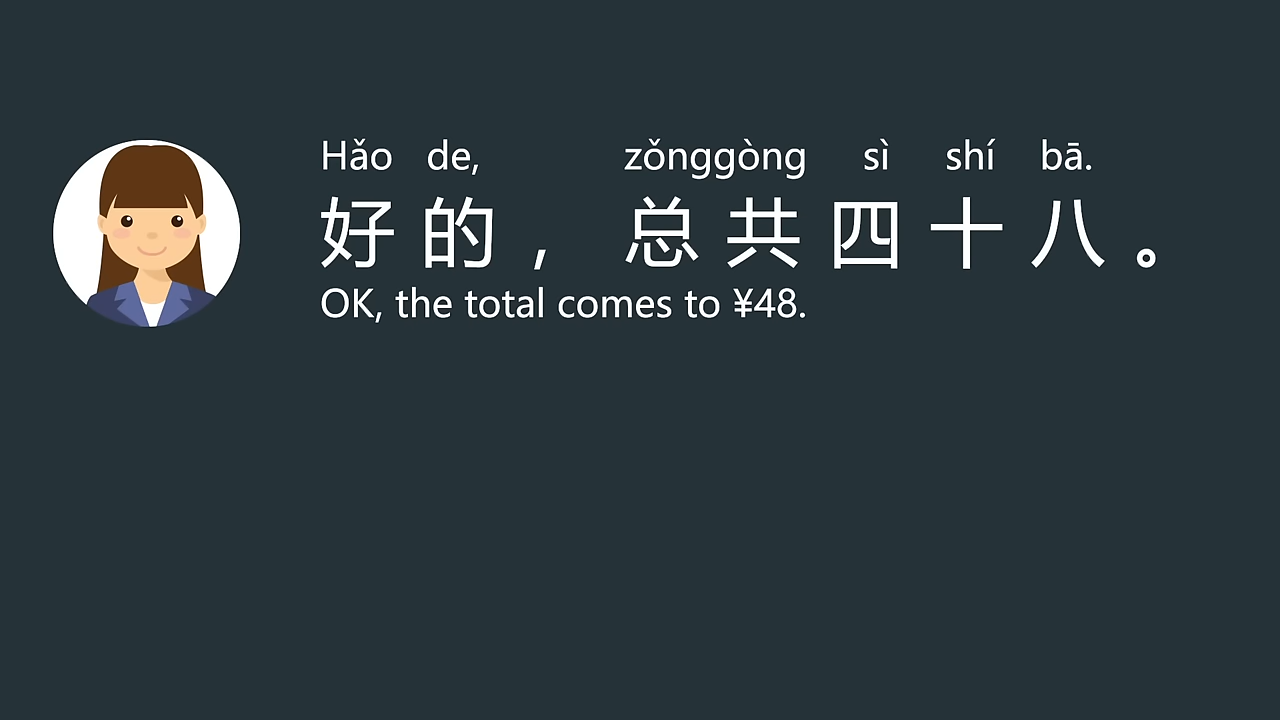 Hǎo de, zǒnggòng sì shí bā.
好的，总共四十八。
OK, the total comes to ¥48.